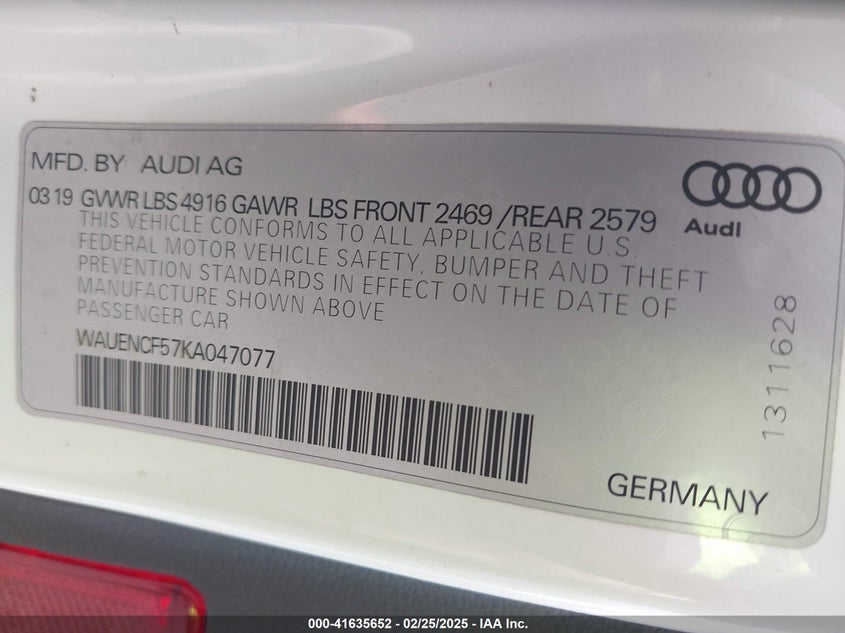 MFD. BY AUDI AG
03 19 GVWR LBS 4916 GAWR LBS FRONT 2469 /REAR 2579
THIS VEHICLE CONFORMS TO ALL APPLICABLE U.S.
FEDERAL MOTOR VEHICLE SAFETY, BUMPER AND THEFT
PREVENTION STANDARDS IN EFFECT ON THE DATE OF
MANUFACTURE SHOWN ABOVE
PASSENGER CAR
WAUENCF57KA047077
Audi
1311628
GERMANY
000-41635652 - 02/25/2025 - IAA Inc.